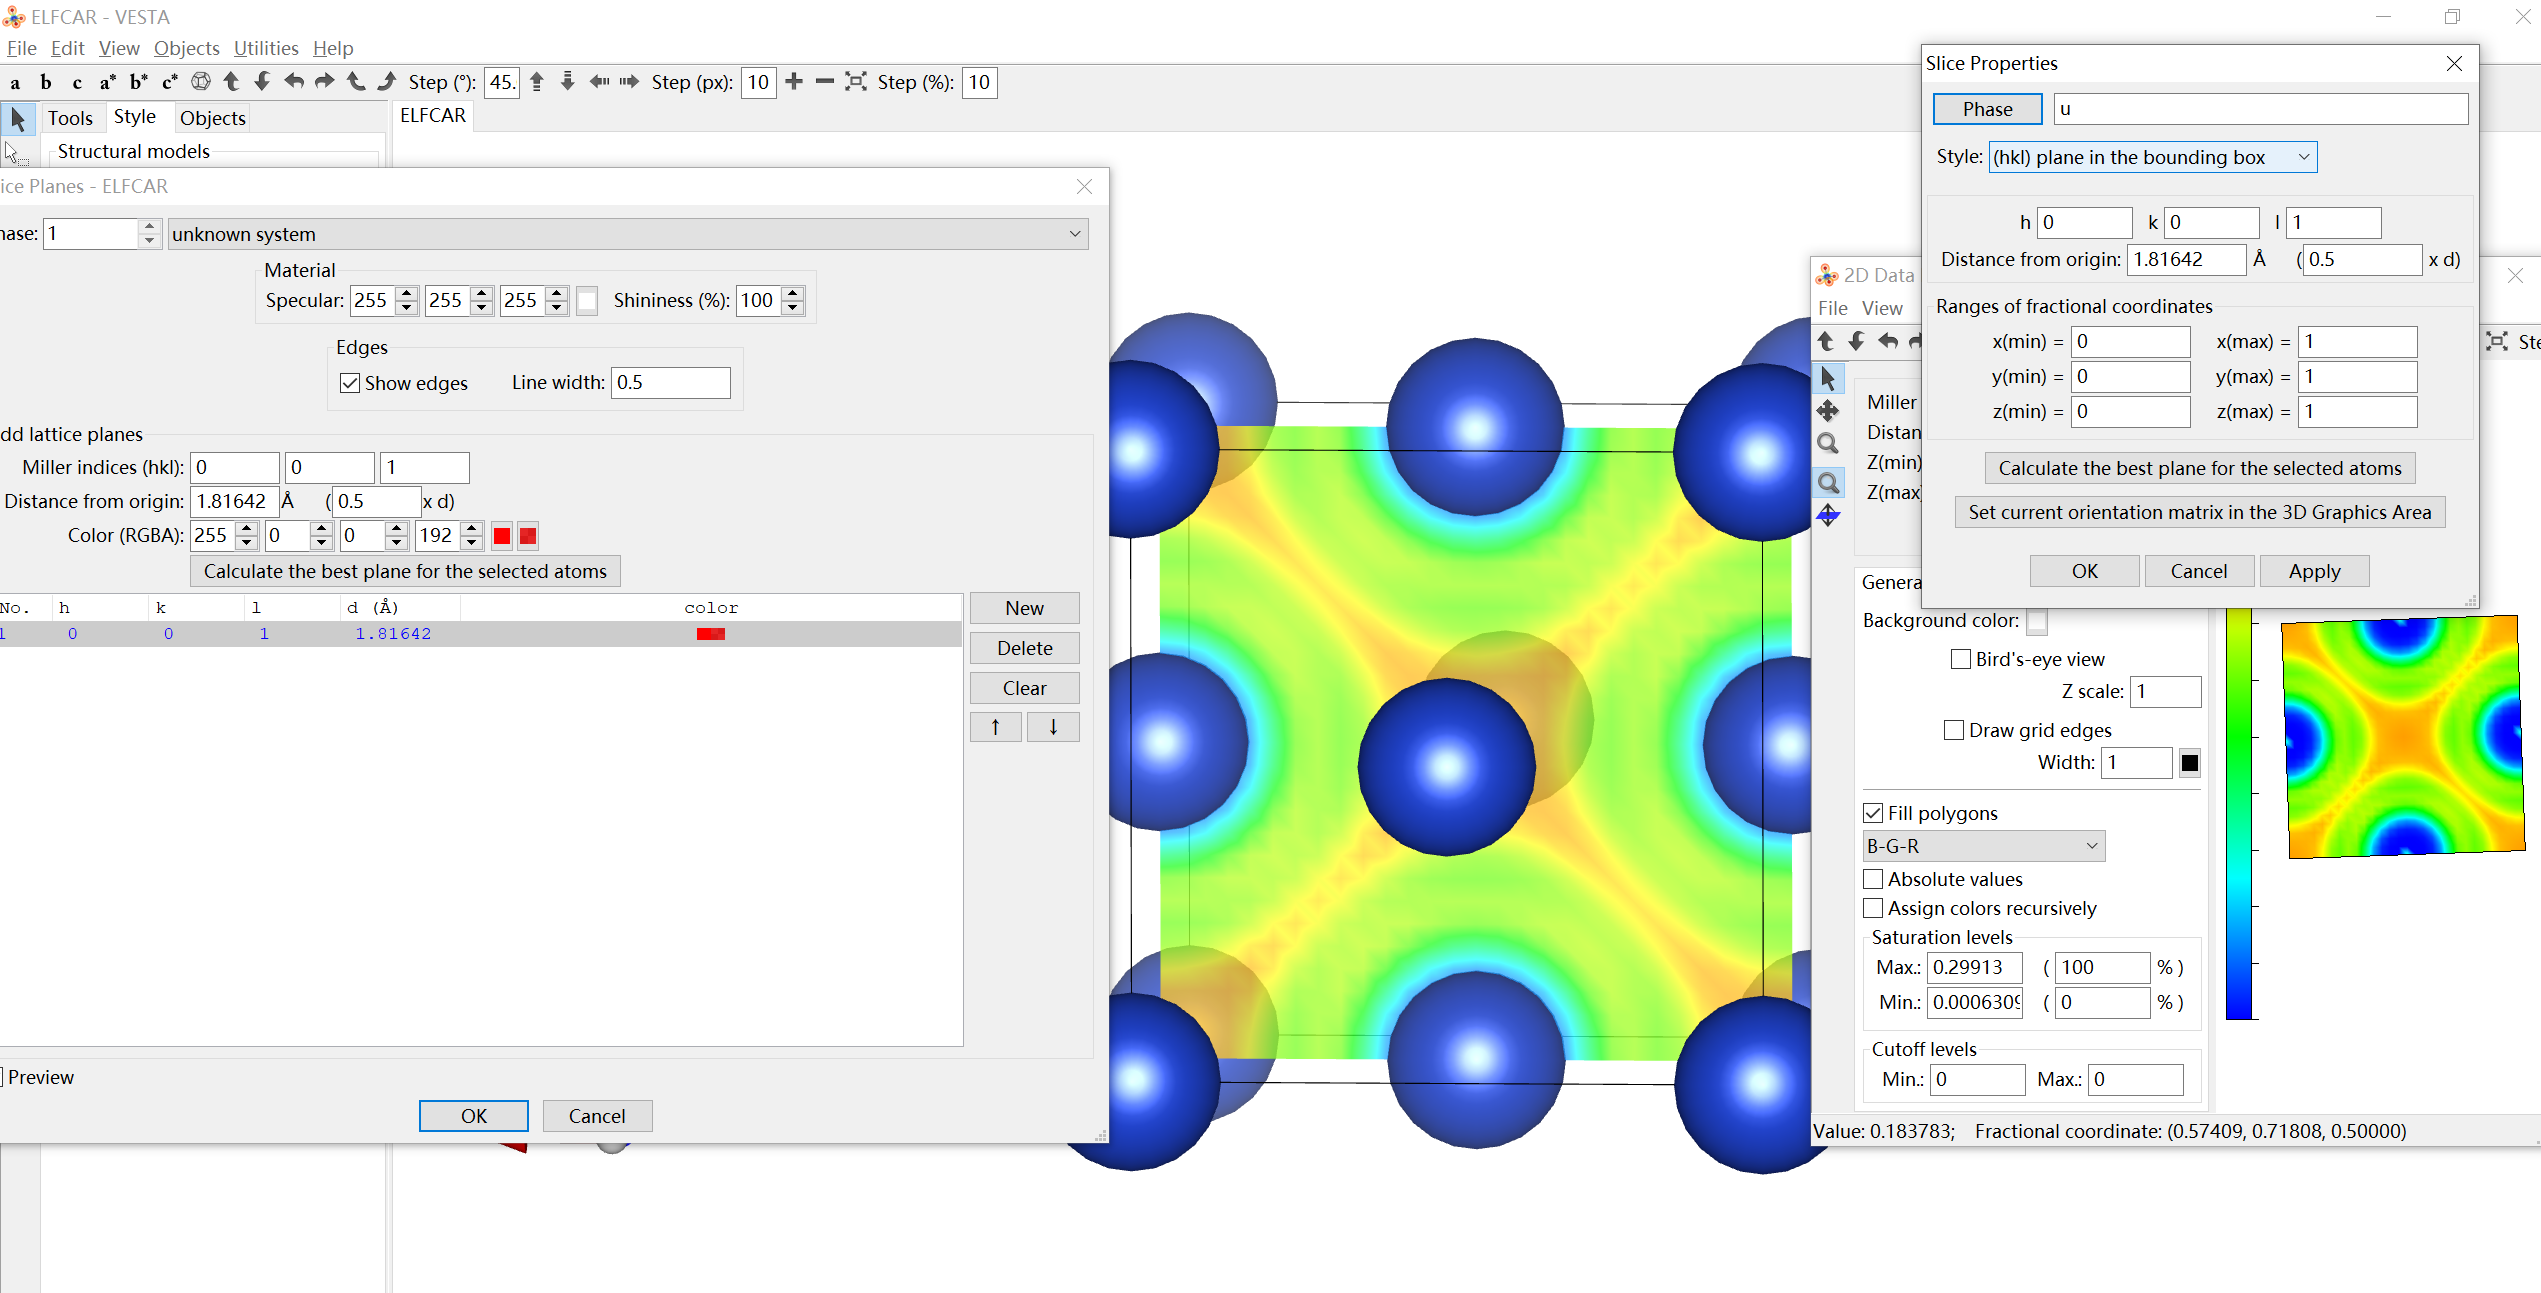 ELFCAR - VESTA
File Edit View Objects Utilities Help
a b c a* b* c* Step (°): 45. Step (px): 10 Step (%): 10
Tools Style Objects
ELFCAR
Structural models
ice Planes - ELFCAR
hase: 1 unknown system
Material
Specular: 255 255 255 Shininess (%): 100
Edges
Show edges Line width: 0.5
dd lattice planes
Miller indices (hkl): 0 0 1
Distance from origin: 1.81642 Å ( 0.5 x d)
Color (RGBA): 255 0 0 192
Calculate the best plane for the selected atoms
No. h k l d (Å) color
1 0 0 1 1.81642
New
Delete
Clear
↑ ↓
Preview
OK Cancel
Slice Properties
Phase u
Style: (hkl) plane in the bounding box
h 0 k 0 l 1
Distance from origin: 1.81642 Å ( 0.5 x d)
Ranges of fractional coordinates
x(min) = 0 x(max) = 1
y(min) = 0 y(max) = 1
z(min) = 0 z(max) = 1
Calculate the best plane for the selected atoms
Set current orientation matrix in the 3D Graphics Area
OK Cancel Apply
2D Data
File View
Ste
Miller
Distan
Z(min)
Z(max)
Genera
Background color:
Bird's-eye view
Z scale: 1
Draw grid edges
Width: 1
Fill polygons
B-G-R
Absolute values
Assign colors recursively
Saturation levels
Max.: 0.29913 ( 100 % )
Min.: 0.000630 ( 0 % )
Cutoff levels
Min.: 0 Max.: 0
Value: 0.183783; Fractional coordinate: (0.57409, 0.71808, 0.50000)